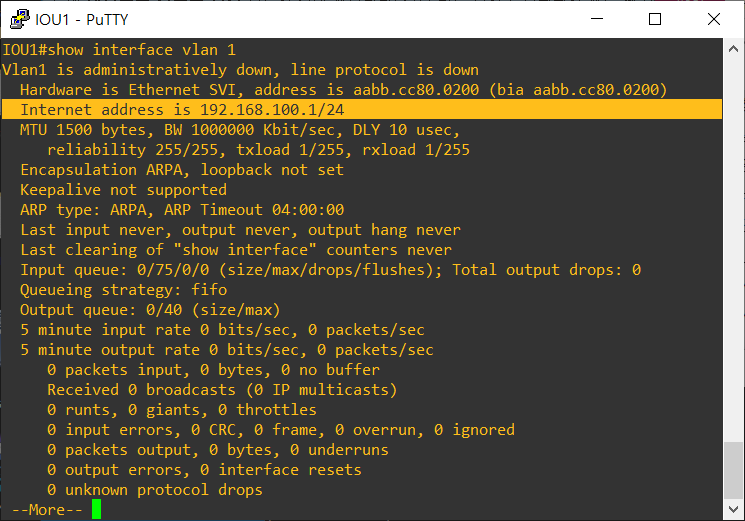 IOU1 - PuTTY
IOU1#show interface vlan 1
Vlan1 is administratively down, line protocol is down
  Hardware is Ethernet SVI, address is aabb.cc80.0200 (bia aabb.cc80.0200)
  Internet address is 192.168.100.1/24
  MTU 1500 bytes, BW 1000000 Kbit/sec, DLY 10 usec,
     reliability 255/255, txload 1/255, rxload 1/255
  Encapsulation ARPA, loopback not set
  Keepalive not supported
  ARP type: ARPA, ARP Timeout 04:00:00
  Last input never, output never, output hang never
  Last clearing of "show interface" counters never
  Input queue: 0/75/0/0 (size/max/drops/flushes); Total output drops: 0
  Queueing strategy: fifo
  Output queue: 0/40 (size/max)
  5 minute input rate 0 bits/sec, 0 packets/sec
  5 minute output rate 0 bits/sec, 0 packets/sec
     0 packets input, 0 bytes, 0 no buffer
     Received 0 broadcasts (0 IP multicasts)
     0 runts, 0 giants, 0 throttles
     0 input errors, 0 CRC, 0 frame, 0 overrun, 0 ignored
     0 packets output, 0 bytes, 0 underruns
     0 output errors, 0 interface resets
     0 unknown protocol drops
 --More--